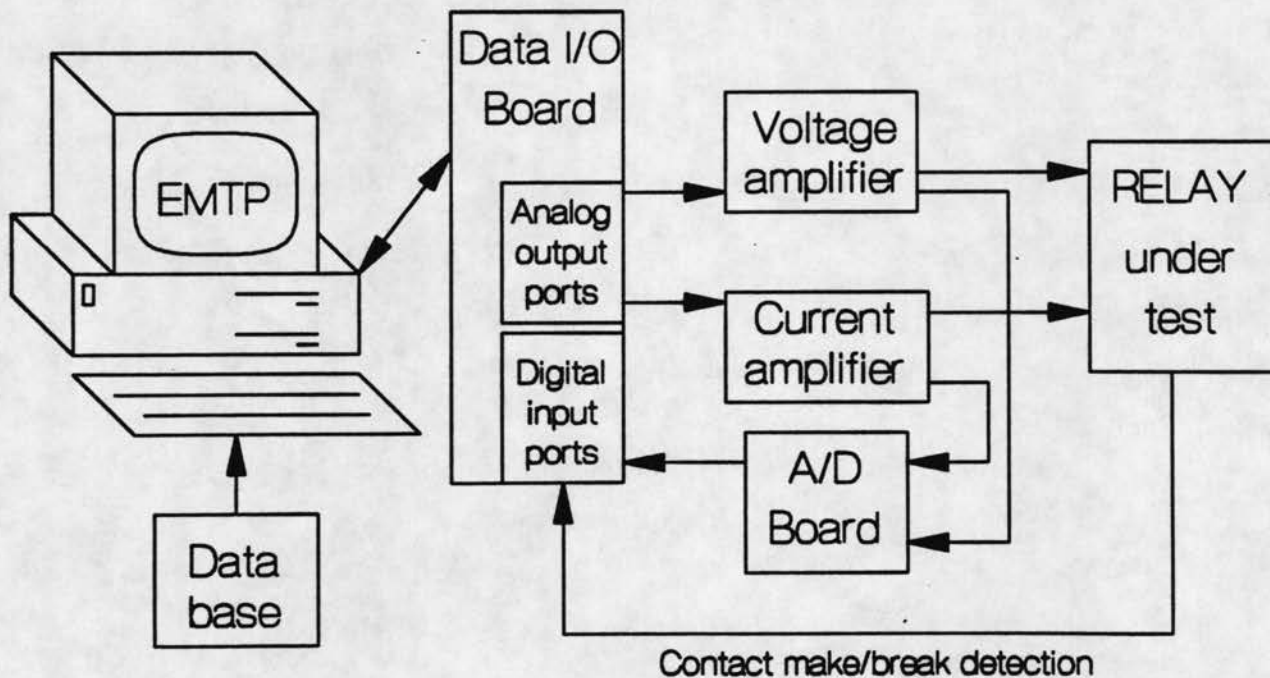 EMTP
Data
base
Data I/O
Board
Analog
output
ports
Digital
input
ports
Voltage
amplifier
Current
amplifier
A/D
Board
RELAY
under
test
Contact make/break detection